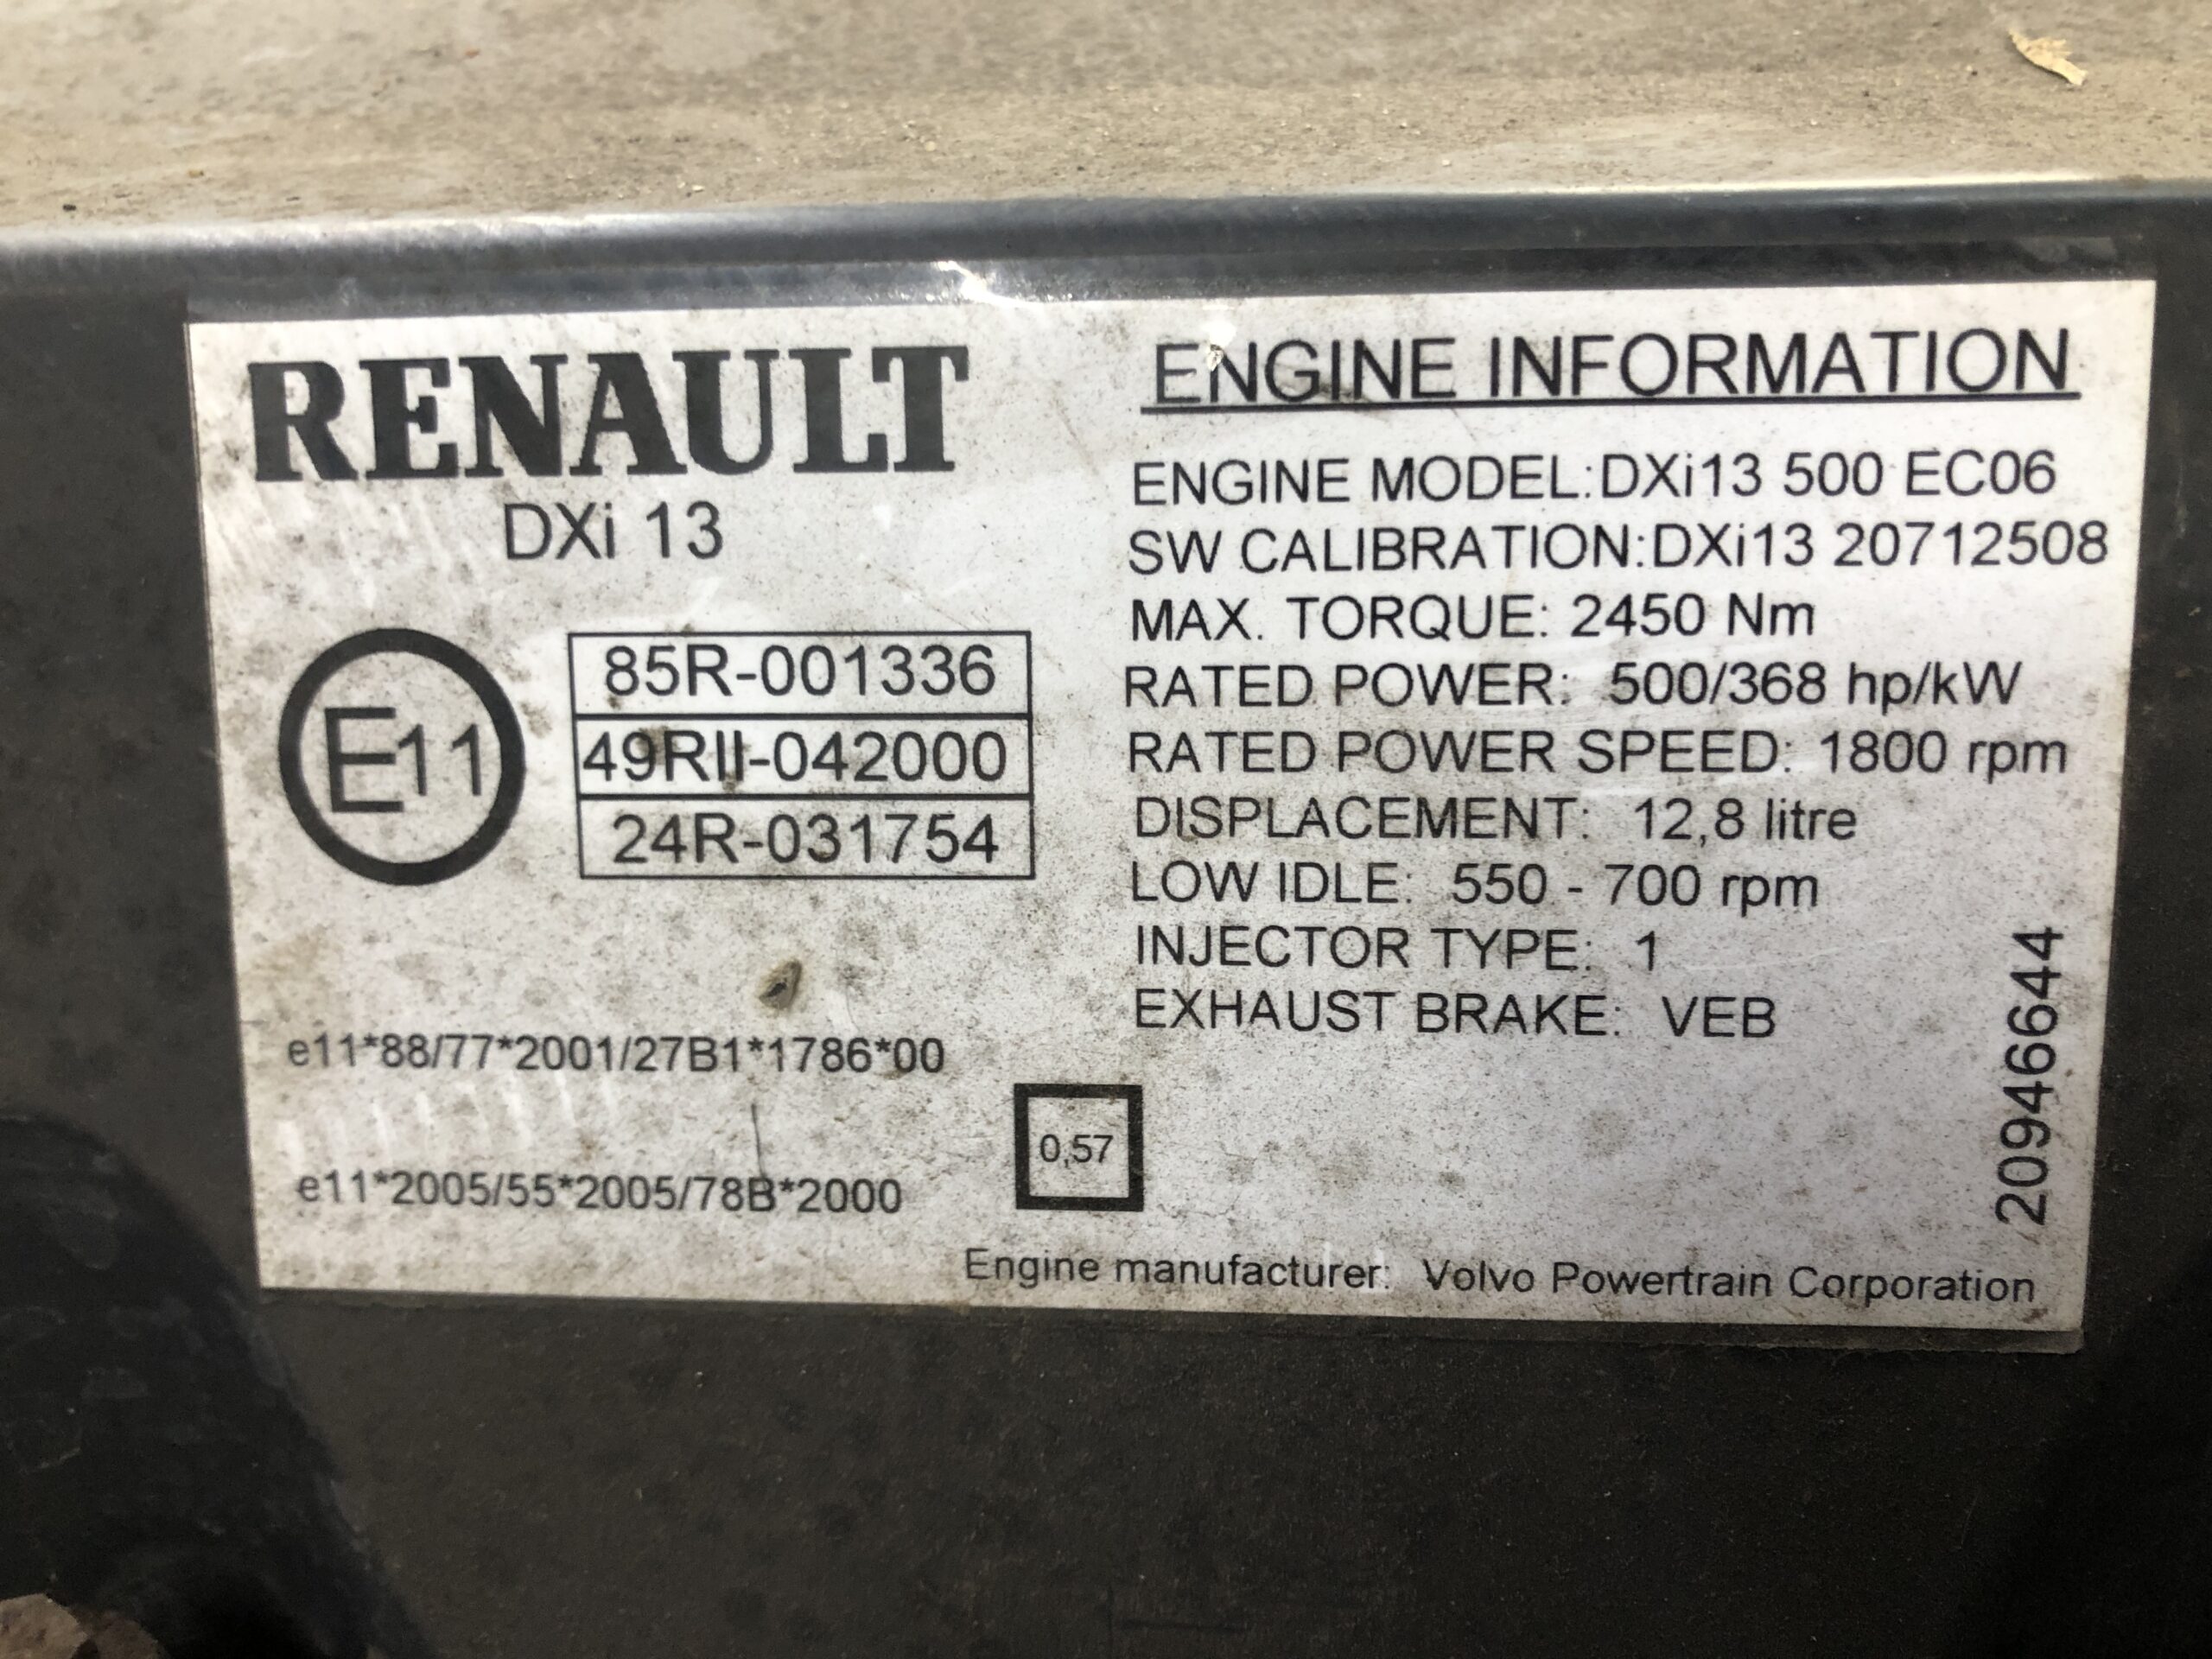 RENAULT
DXi 13
E11
85R-001336
49RII-042000
24R-031754
e11*88/77*2001/27B1*1786*00
e11*2005/55*2005/78B*2000
ENGINE INFORMATION
ENGINE MODEL:DXi13 500 EC06
SW CALIBRATION:DXi13 20712508
MAX. TORQUE: 2450 Nm
RATED POWER: 500/368 hp/kW
RATED POWER SPEED: 1800 rpm
DISPLACEMENT: 12,8 litre
LOW IDLE: 550 - 700 rpm
INJECTOR TYPE: 1
EXHAUST BRAKE: VEB
0,57
20946644
Engine manufacturer: Volvo Powertrain Corporation